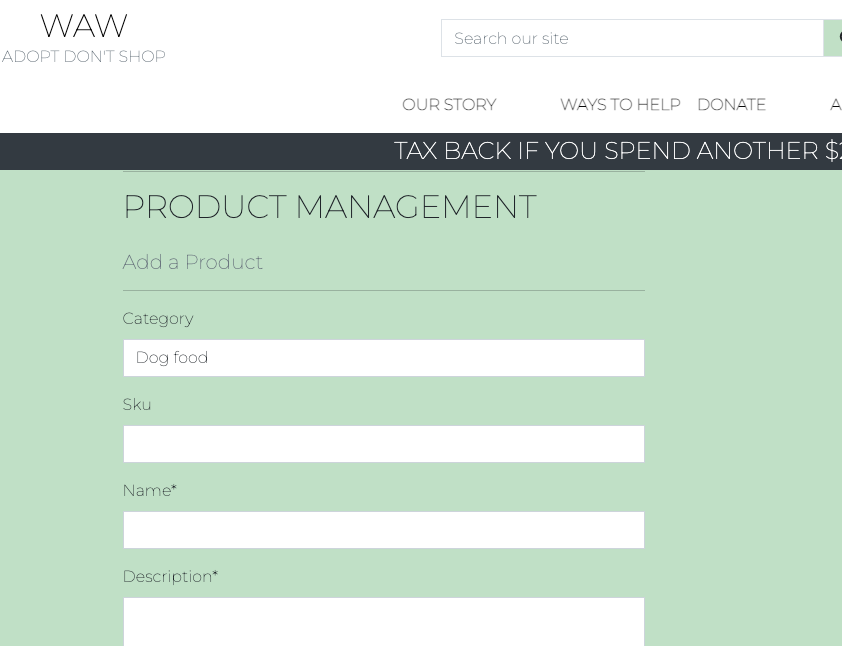 WAW
ADOPT DON'T SHOP
Search our site
OUR STORY WAYS TO HELP DONATE
TAX BACK IF YOU SPEND ANOTHER
PRODUCT MANAGEMENT
Add a Product
Category
Dog food
Sku
Name*
Description*